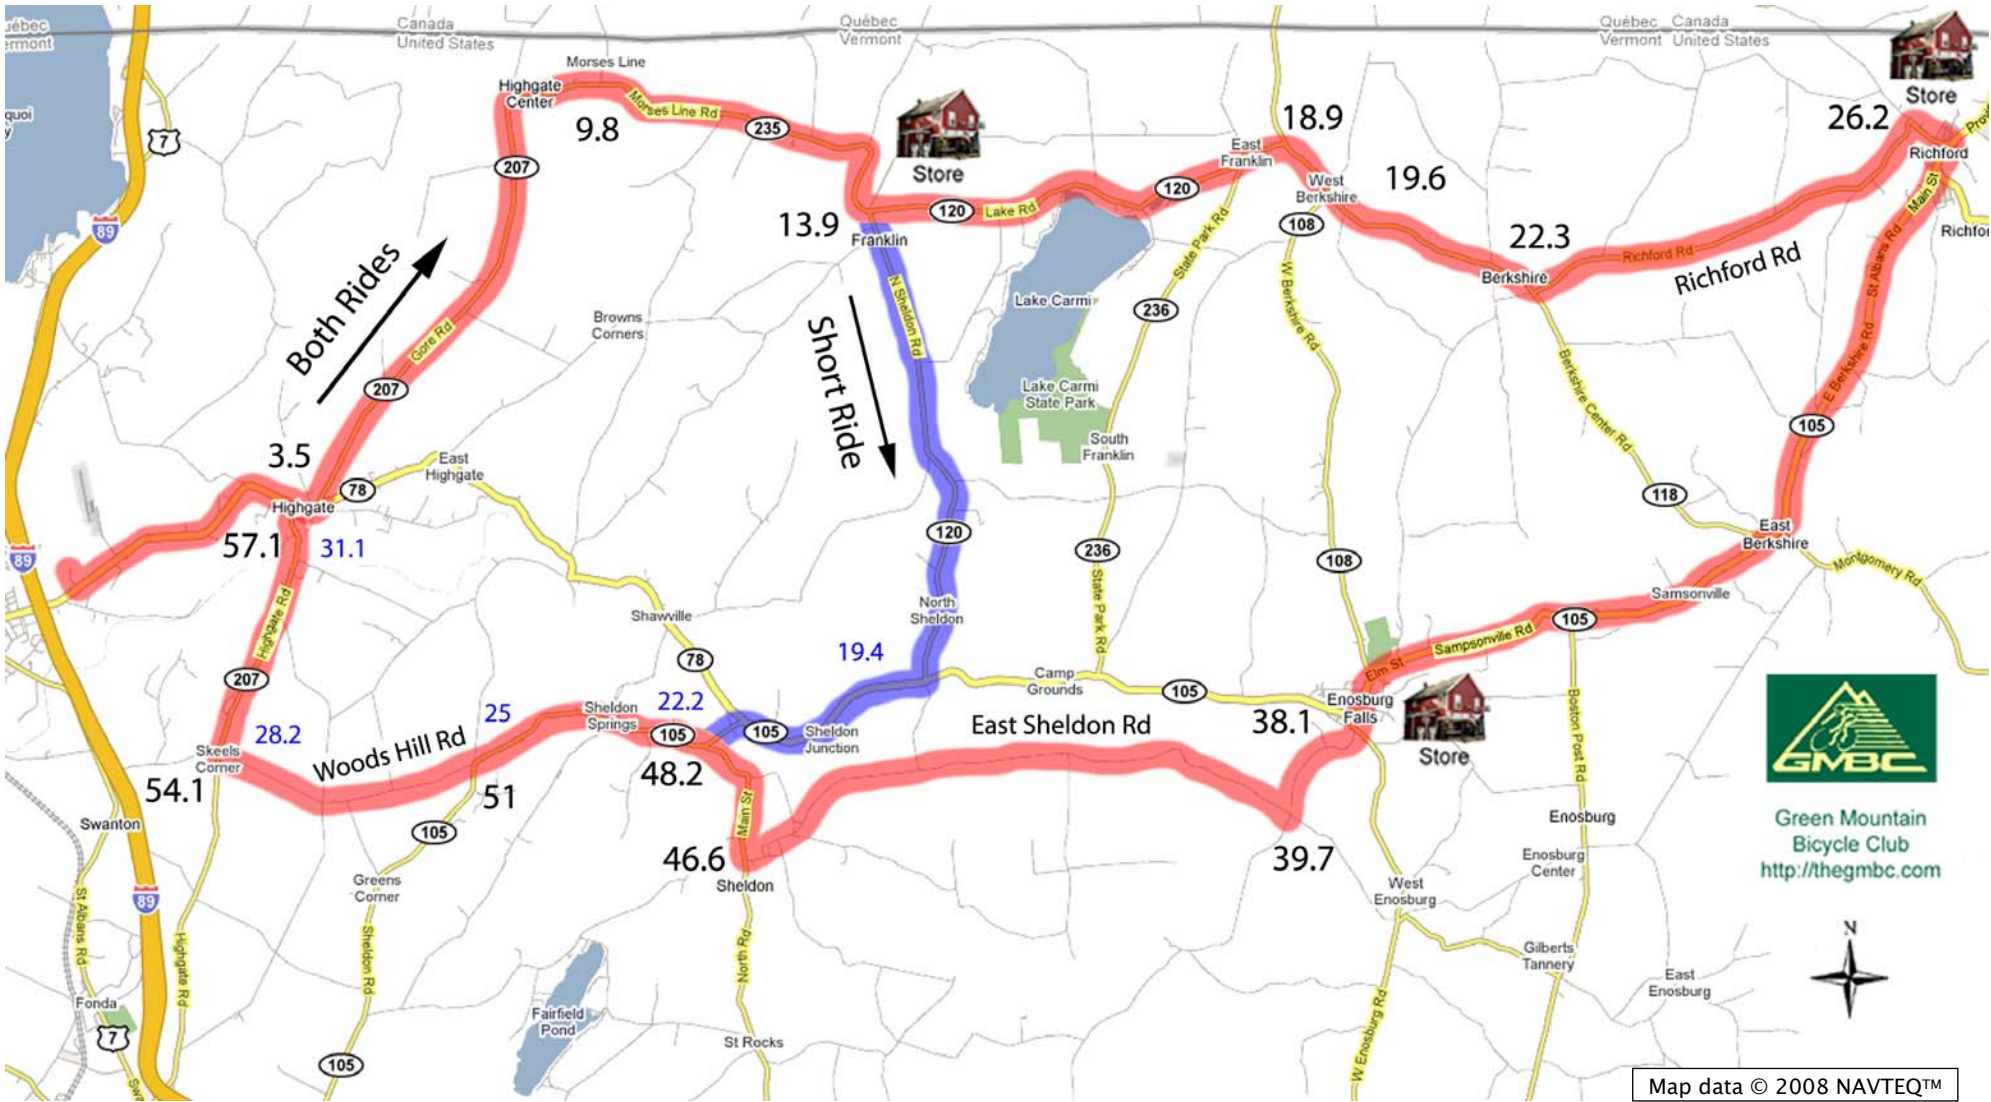 uébec
ermont
Canada
United States
Québec
Vermont
Québec
Vermont
Canada
United States
Morses Line
Highgate
Center
Morses Line Rd
9.8
235
Store
18.9
Store
26.2
Richford
Main St
Richfor
quoi
y
7
89
207
East
Franklin
West
Berkshire
19.6
120
Lake Rd
120
13.9
Franklin
108
State Park Rd
22.3
Berkshire
Richford Rd
Richford Rd
St Albans Rd
Both Rides
N Sheldon Rd
Lake Carmi
236
W Berkshire Rd
Browns
Corners
Gore Rd
Short Ride
207
Lake Carmi
State Park
Berkshire Center Rd
E Berkshire Rd
105
3.5
East
Highgate
78
Highgate
South
Franklin
118
57.1
31.1
89
120
236
108
East
Berkshire
Montgomery Rd
Highgate Rd
Shawville
North
Sheldon
State Park Rd
Samsonville
105
Sampsonville Rd
Elm St
19.4
78
207
Camp
Grounds
105
Enosburg
Falls
38.1
Store
Boston Post Rd
28.2
25
Sheldon
Springs
22.2
105
105
Sheldon
Junction
East Sheldon Rd
Skeels
Corner
Woods Hill Rd
54.1
51
48.2
Main St
GMBC
Green Mountain
Bicycle Club
http://thegmbc.com
Swanton
105
46.6
Sheldon
39.7
Enosburg
Enosburg
Center
Greens
Corner
West
Enosburg
89
St Albans Rd
Highgate Rd
Sheldon Rd
North Rd
Gilberts
Tannery
East
Enosburg
N
Fonda
7
Fairfield
Pond
St Rocks
W Enosburg Rd
105
Map data © 2008 NAVTEQ™